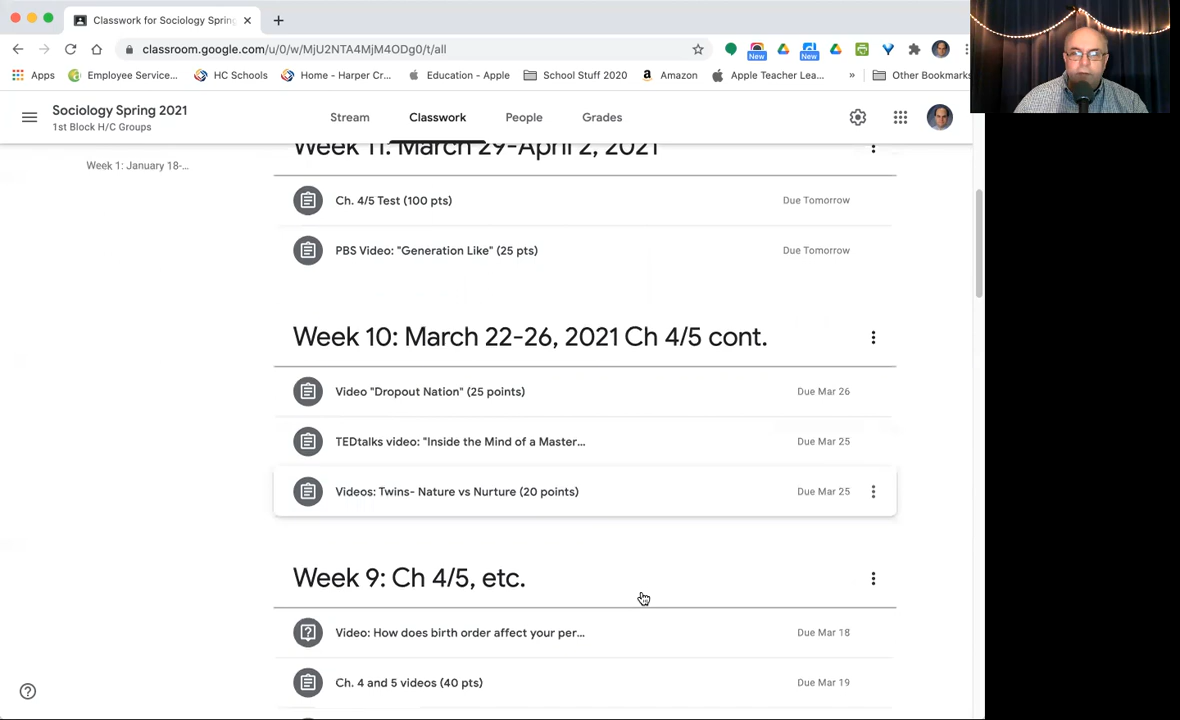 Classwork for Sociology Spring
classroom.google.com/u/0/w/MjU2NTA4MjM4ODg0/t/all
New
New
Apps
Employee Service...
HC Schools
Home - Harper Cr...
Education - Apple
School Stuff 2020
Amazon
Apple Teacher Lea...
»
Other Bookmarks
Sociology Spring 2021
1st Block H/C Groups
Stream
Classwork
People
Grades
Week 1: January 18-...
Week 11: March 29-April 2, 2021
Ch. 4/5 Test (100 pts)
Due Tomorrow
PBS Video: "Generation Like" (25 pts)
Due Tomorrow
Week 10: March 22-26, 2021 Ch 4/5 cont.
Video "Dropout Nation" (25 points)
Due Mar 26
TEDtalks video: "Inside the Mind of a Master...
Due Mar 25
Videos: Twins- Nature vs Nurture (20 points)
Due Mar 25
Week 9: Ch 4/5, etc.
Video: How does birth order affect your per...
Due Mar 18
Ch. 4 and 5 videos (40 pts)
Due Mar 19